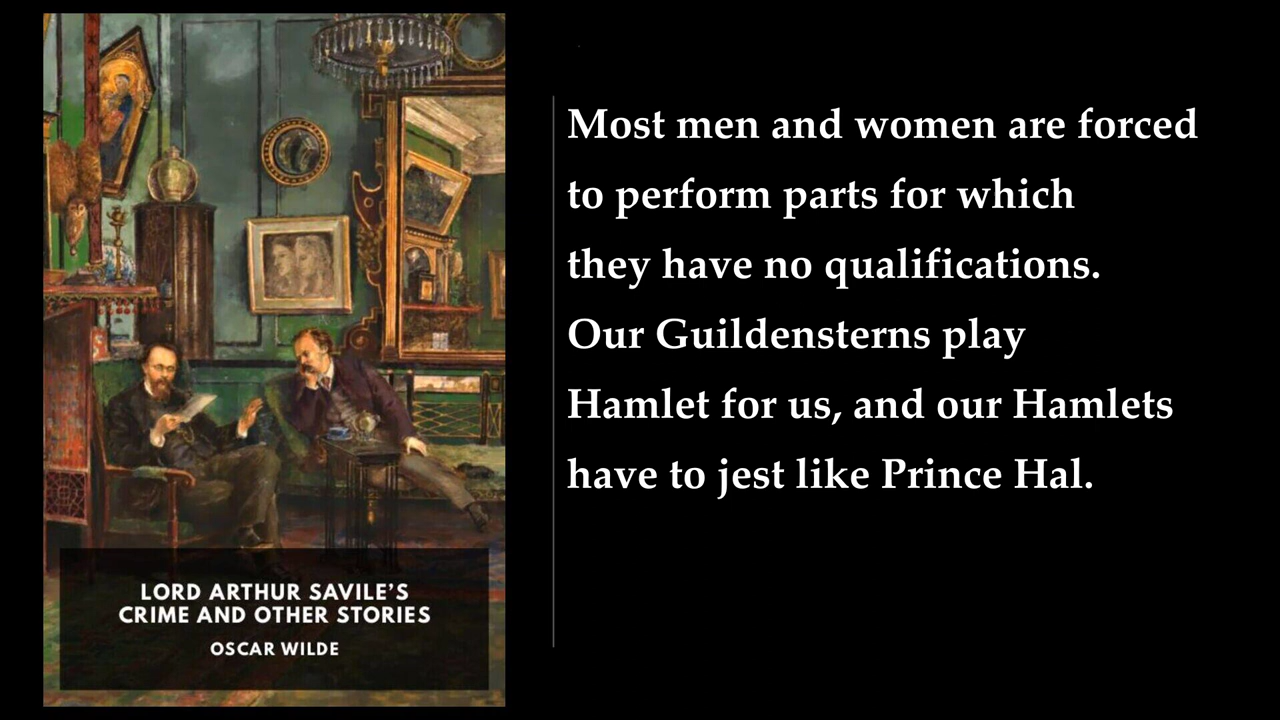 LORD ARTHUR SAVILE'S
CRIME AND OTHER STORIES
OSCAR WILDE
Most men and women are forced
to perform parts for which
they have no qualifications.
Our Guildensterns play
Hamlet for us, and our Hamlets
have to jest like Prince Hal.